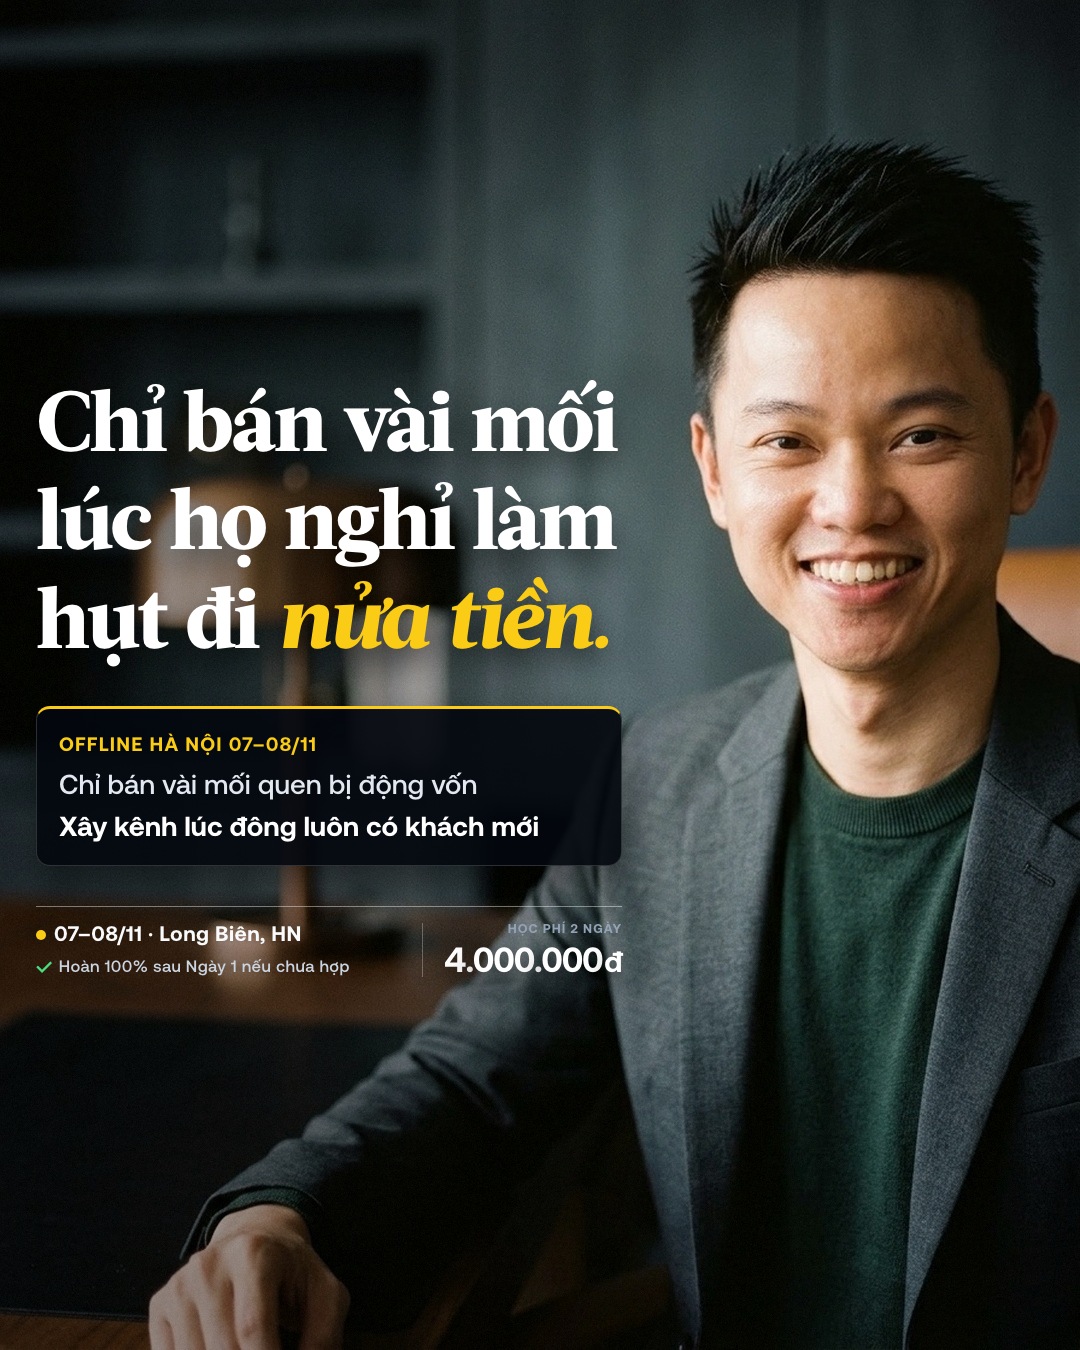 Chỉ bán vài mối
lúc họ nghỉ làm
hụt đi nửa tiền.
OFFLINE HÀ NỘI 07–08/11
Chỉ bán vài mối quen bị động vốn
Xây kênh lúc đông luôn có khách mới
07–08/11 · Long Biên, HN
Hoàn 100% sau Ngày 1 nếu chưa hợp
HỌC PHÍ 2 NGÀY
4.000.000đ